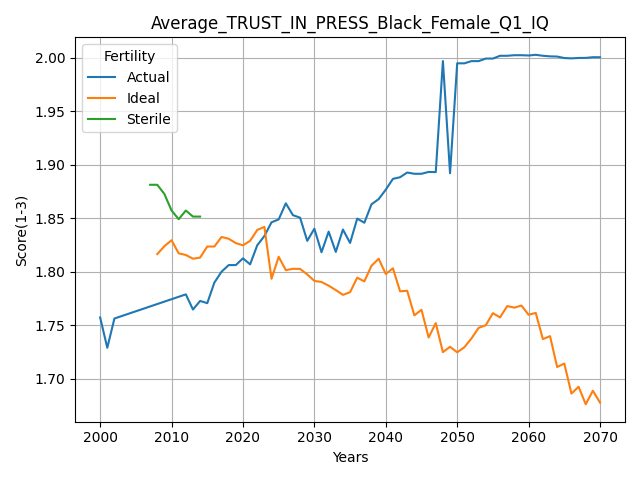 Average_TRUST_IN_PRESS_Black_Female_Q1_IQ
Fertility
Actual
Ideal
Sterile
Score(1-3)
2.00
1.95
1.90
1.85
1.80
1.75
1.70
2000 2010 2020 2030 2040 2050 2060 2070
Years